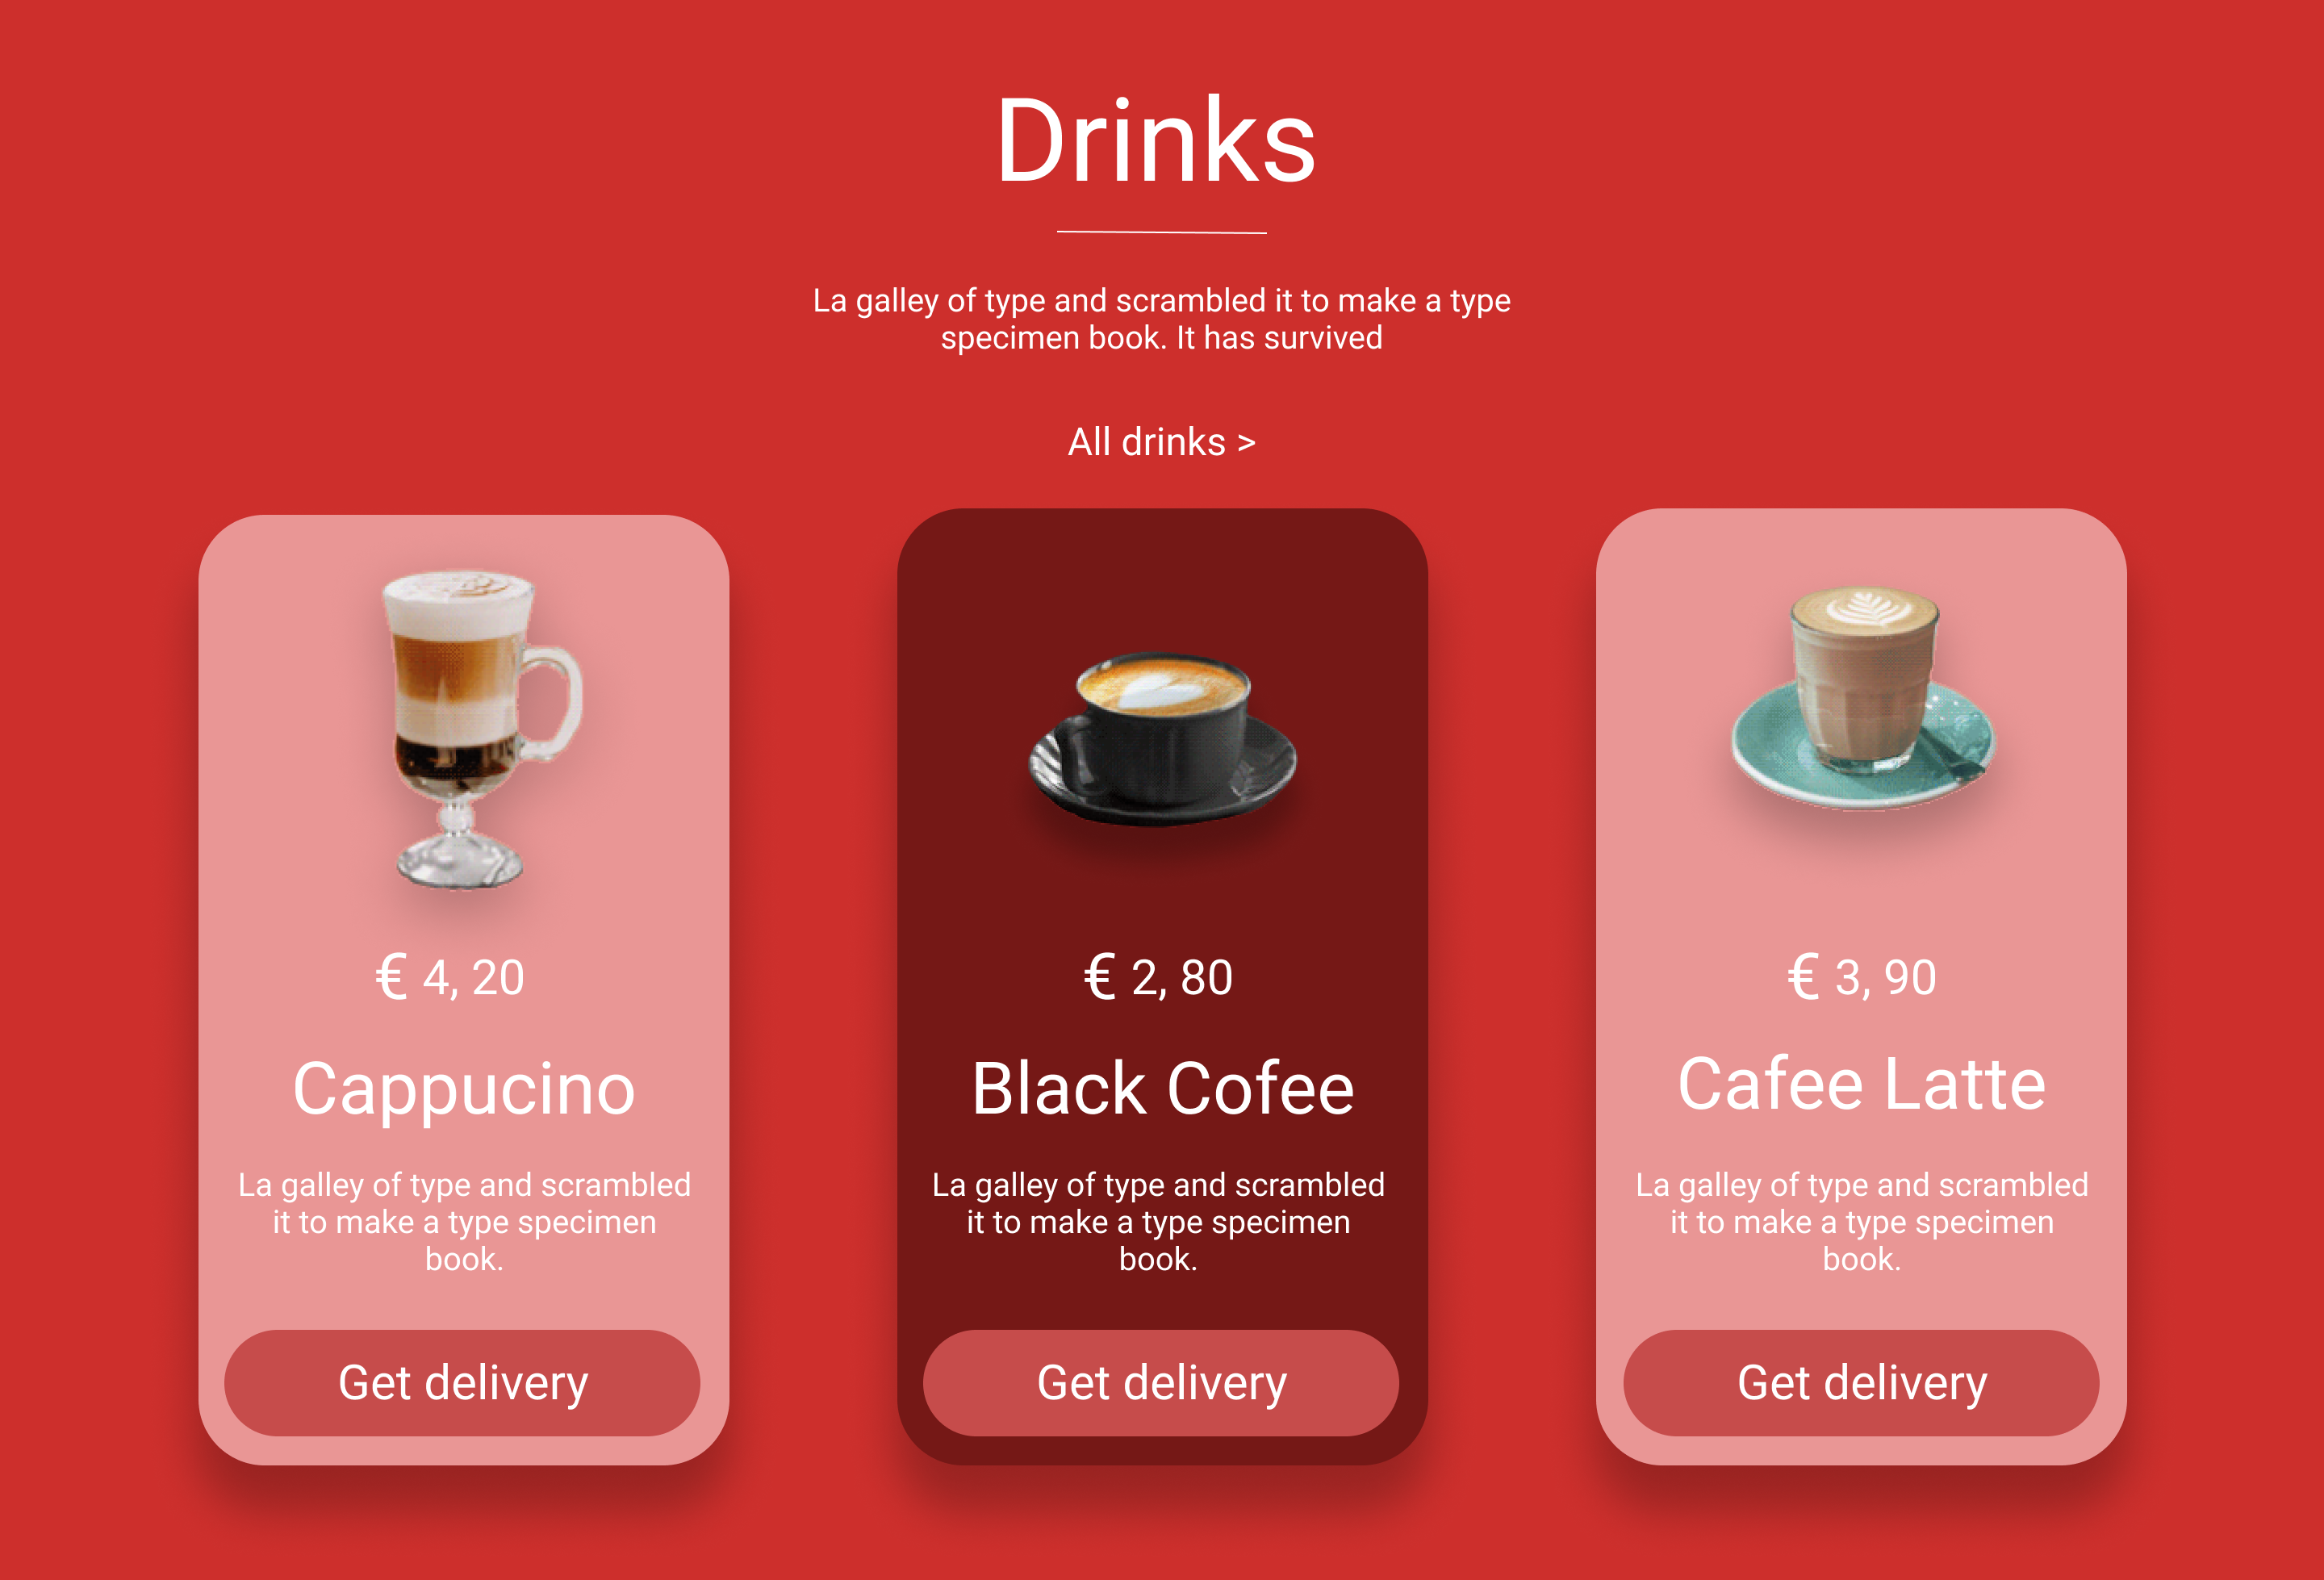 Drinks
La galley of type and scrambled it to make a type
specimen book. It has survived
All drinks >
€ 4, 20
Cappucino
La galley of type and scrambled
it to make a type specimen
book.
Get delivery
€ 2, 80
Black Cofee
La galley of type and scrambled
it to make a type specimen
book.
Get delivery
€ 3, 90
Cafee Latte
La galley of type and scrambled
it to make a type specimen
book.
Get delivery